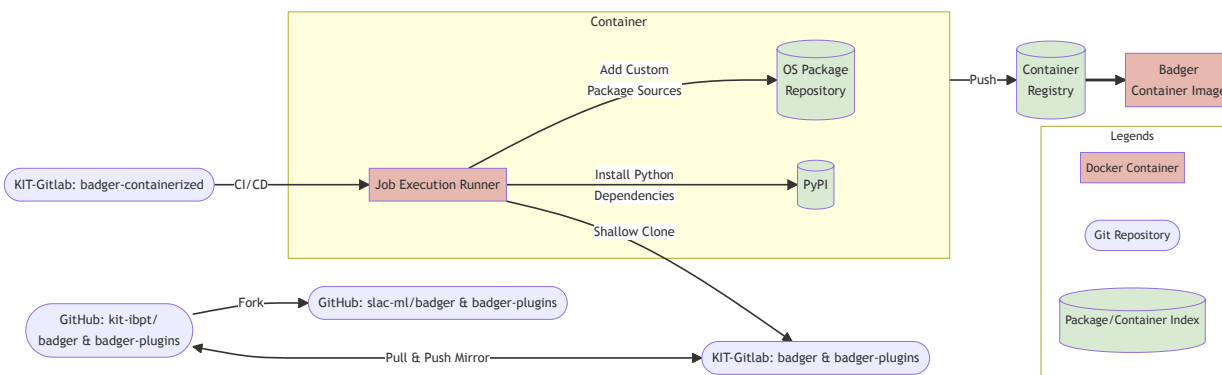 Container
Add Custom
Package Sources
OS Package
Repository
Push
Container
Registry
Badger
Container Image
Legends
Docker Container
KIT-Gitlab: badger-containerized
CI/CD
Job Execution Runner
Install Python
Dependencies
PyPI
Shallow Clone
Git Repository
GitHub: kit-ibpt/
badger & badger-plugins
Fork
GitHub: slac-ml/badger & badger-plugins
Package/Container Index
Pull & Push Mirror
KIT-Gitlab: badger & badger-plugins